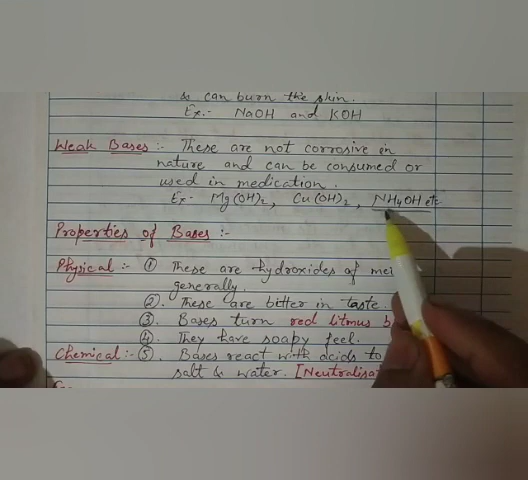 & can burn the skin.
Ex:- NaOH and KOH
Weak Bases :- These are not corrosive in
nature and can be consumed or
used in medication.
Ex- Mg(OH)2, Cu(OH)2, NH4OH etc
Properties of Bases :-
Physical :- ① These are hydroxides of
generally.
②. These are bitter in taste.
③. Bases turn red litmus b
④. They have soapy feel.
Chemical :- ⑤. Bases react with acids to
salt & water. [Neutralisa